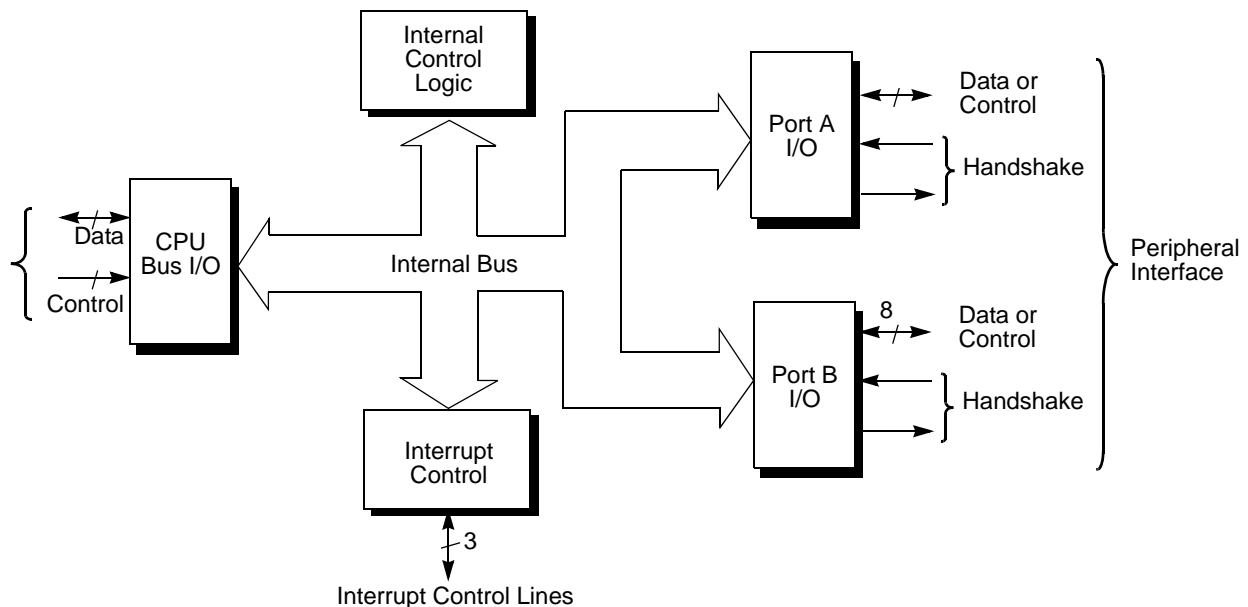 Internal
Control
Logic
Port A
I/O
Data or
Control
Handshake
Data
Control
CPU
Bus I/O
Internal Bus
Peripheral
Interface
Port B
I/O
8
Data or
Control
Handshake
Interrupt
Control
3
Interrupt Control Lines